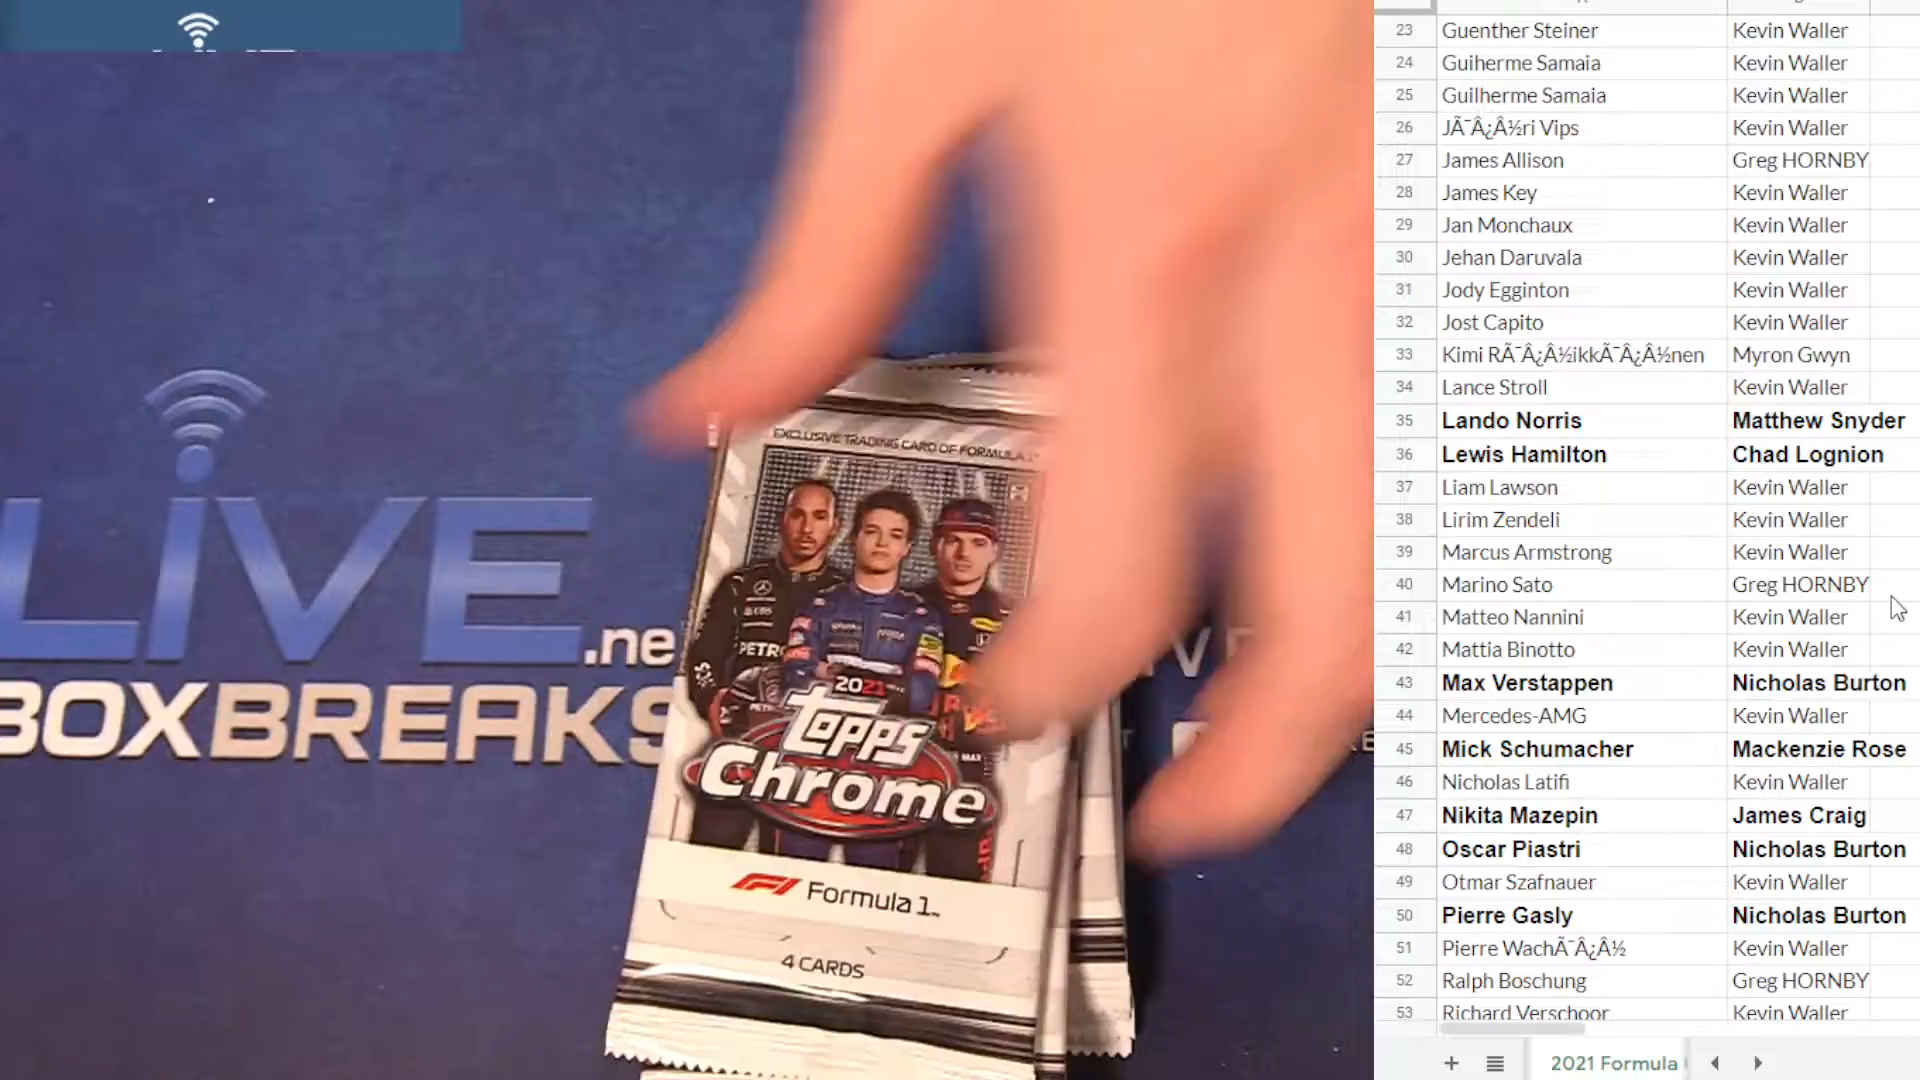 LIVE.ne
BOXBREAKS
EXCLUSIVE TRADING CARD OF FORMULA 1
PETR
2021
Topps
Chrome
F1 Formula 1
4 CARDS
23 Guenther Steiner Kevin Waller
24 Guiherme Samaia Kevin Waller
25 Guilherme Samaia Kevin Waller
26 JÃ¯Â¿Â½ri Vips Kevin Waller
27 James Allison Greg HORNBY
28 James Key Kevin Waller
29 Jan Monchaux Kevin Waller
30 Jehan Daruvala Kevin Waller
31 Jody Egginton Kevin Waller
32 Jost Capito Kevin Waller
33 Kimi RÃ¯Â¿Â½ikkÃ¯Â¿Â½nen Myron Gwyn
34 Lance Stroll Kevin Waller
35 Lando Norris Matthew Snyder
36 Lewis Hamilton Chad Lognion
37 Liam Lawson Kevin Waller
38 Lirim Zendeli Kevin Waller
39 Marcus Armstrong Kevin Waller
40 Marino Sato Greg HORNBY
41 Matteo Nannini Kevin Waller
42 Mattia Binotto Kevin Waller
43 Max Verstappen Nicholas Burton
44 Mercedes-AMG Kevin Waller
45 Mick Schumacher Mackenzie Rose
46 Nicholas Latifi Kevin Waller
47 Nikita Mazepin James Craig
48 Oscar Piastri Nicholas Burton
49 Otmar Szafnauer Kevin Waller
50 Pierre Gasly Nicholas Burton
51 Pierre WachÃ¯Â¿Â½ Kevin Waller
52 Ralph Boschung Greg HORNBY
53 Richard Verschoor Kevin Waller
2021 Formula